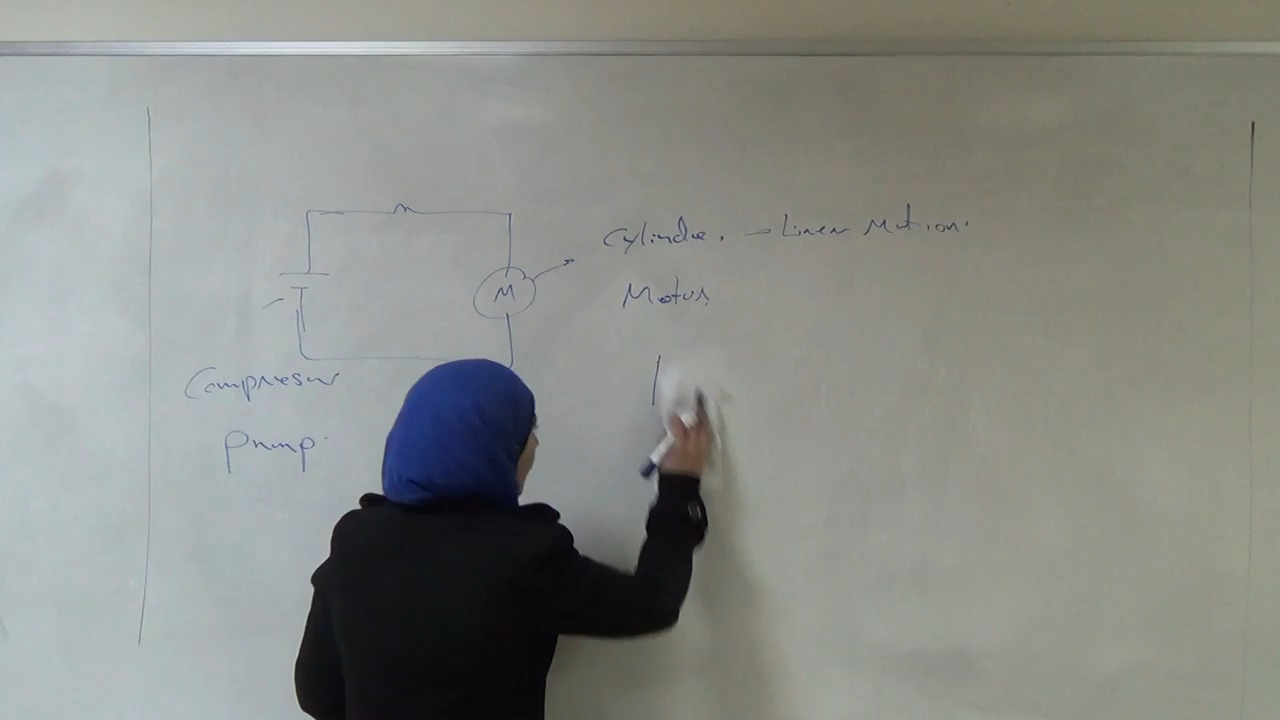 Cylinder. → Linear Motion.
M
Motor.
Compressor
Pump.